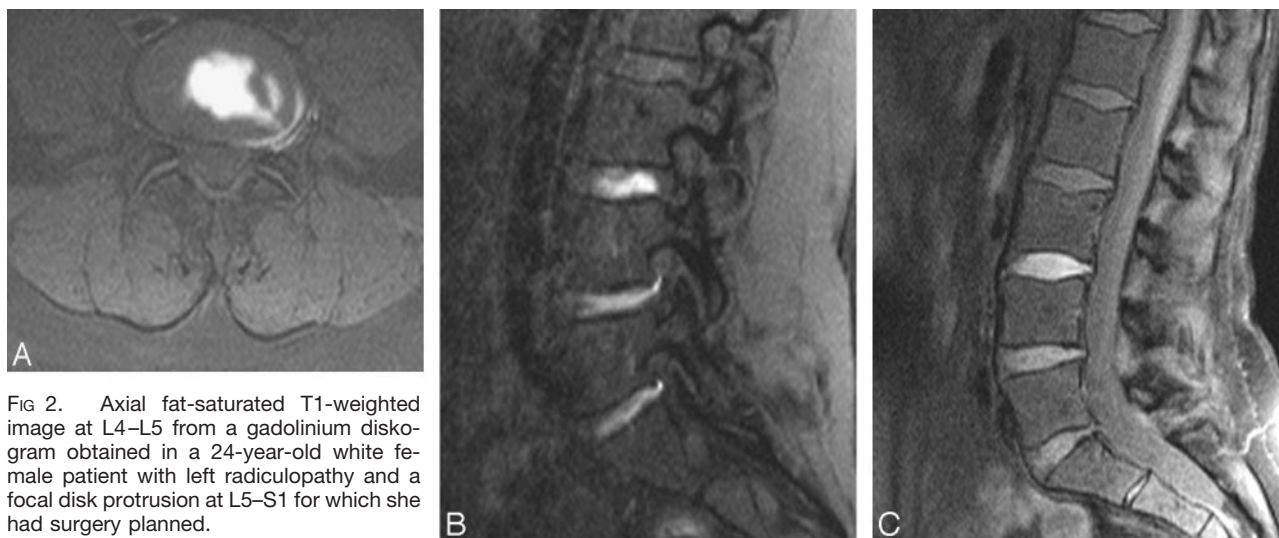 A
B
C
FIG 2. Axial fat-saturated T1-weighted
image at L4–L5 from a gadolinium disko-
gram obtained in a 24-year-old white fe-
male patient with left radiculopathy and a
focal disk protrusion at L5–S1 for which she
had surgery planned.